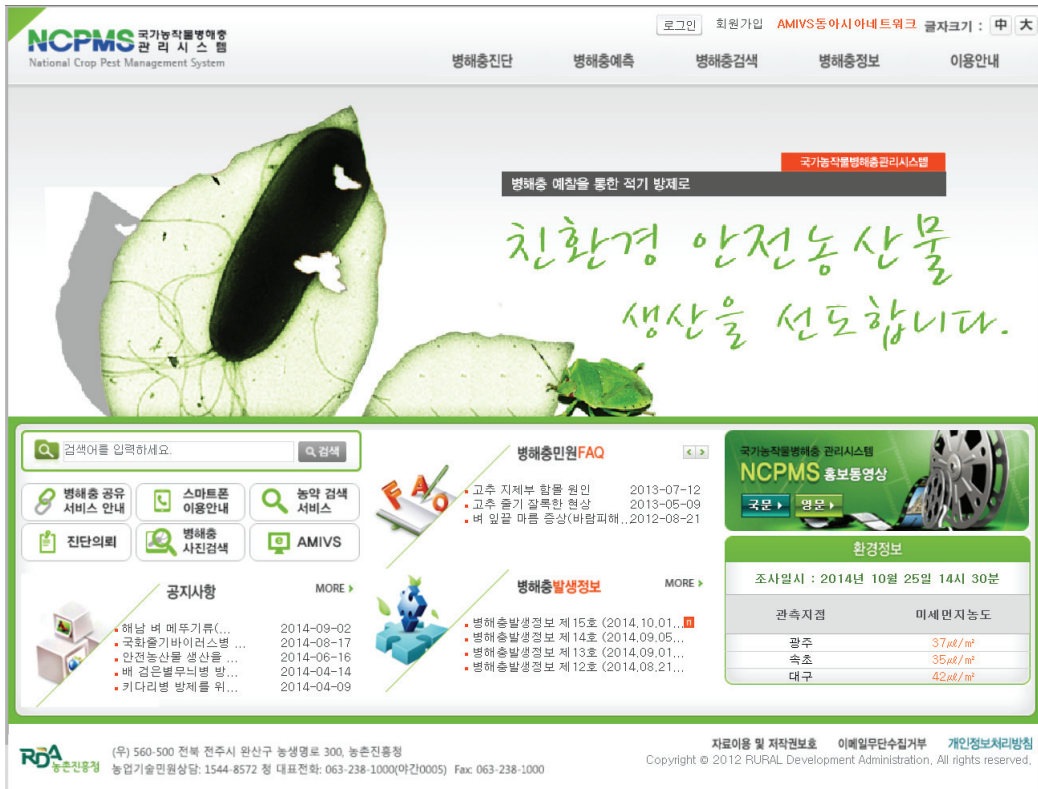 NCPMS 국가농작물병해충
관 리 시 스 템
National Crop Pest Management System
로그인 회원가입 AMIVS동아시아네트워크 글자크기 : 中 大
병해충진단 병해충예측 병해충검색 병해충정보 이용안내
국가농작물병해충관리시스템
병해충 예찰을 통한 적기 방제로
친환경 안전농산물
생산을 선도합니다.
검색어를 입력하세요. 검색
병해충 공유
서비스 안내
스마트폰
이용안내
농약 검색
서비스
진단의뢰
병해충
사진검색
AMIVS
공지사항 MORE
해남 벼 메뚜기류(... 2014-09-02
국화줄기바이러스병 ... 2014-08-17
안전농산물 생산을 ... 2014-06-16
배 검은별무늬병 방... 2014-04-14
키다리병 방제를 위... 2014-04-09
병해충민원FAQ
FAQ
고추 지제부 함몰 원인 2013-07-12
고추 줄기 잘록한 현상 2013-05-09
벼 잎끝 마름 증상(바람피해...2012-08-21
병해충발생정보 MORE
병해충발생정보 제15호 (2014.10.01... n
병해충발생정보 제14호 (2014.09.05...
병해충발생정보 제13호 (2014.09.01...
병해충발생정보 제12호 (2014.08.21...
국가농작물병해충 관리시스템
NCPMS 홍보동영상
국문 영문
환경정보
조사일시 : 2014년 10월 25일 14시 30분
관측지점 미세먼지농도
광주 37㎕/㎡
속초 35㎕/㎡
대구 42㎕/㎡
RDA 농촌진흥청
(우) 560-500 전북 전주시 완산구 농생명로 300, 농촌진흥청
농업기술민원상담: 1544-8572 청 대표전화: 063-238-1000(야간0005) Fax: 063-238-1000
자료이용 및 저작권보호 이메일무단수집거부 개인정보처리방침
Copyright © 2012 RURAL Development Administration, All rights reserved,